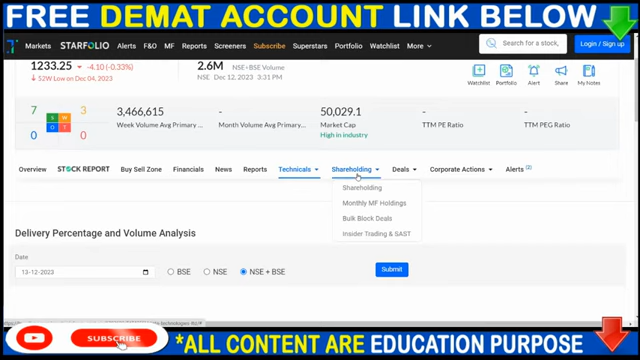 FREE DEMAT ACCOUNT LINK BELOW
Markets STARFOLIO Alerts F&O MF Reports Screeners Subscribe Superstars Portfolio Watchlist More Search for a stock, Login / Sign up
1233.25 -4.10 (-0.33%) 2.6M NSE+BSE Volume
52W Low on Dec 04, 2023 NSE Dec 12, 2023 3:31 PM
Watchlist Portfolio Alert Share My Notes
7 3 0 0 S W O T
3,466,615 - 50,029.1 - -
Week Volume Avg Primary ... Month Volume Avg Primary ... Market Cap TTM PE Ratio TTM PEG Ratio
High in industry
Overview STOCK REPORT Buy Sell Zone Financials News Reports Technicals Shareholding Deals Corporate Actions Alerts
Shareholding
Monthly MF Holdings
Bulk Block Deals
Insider Trading & SAST
Delivery Percentage and Volume Analysis
Date
13-12-2023 BSE NSE NSE + BSE Submit
SUBSCRIBE
*ALL CONTENT ARE EDUCATION PURPOSE